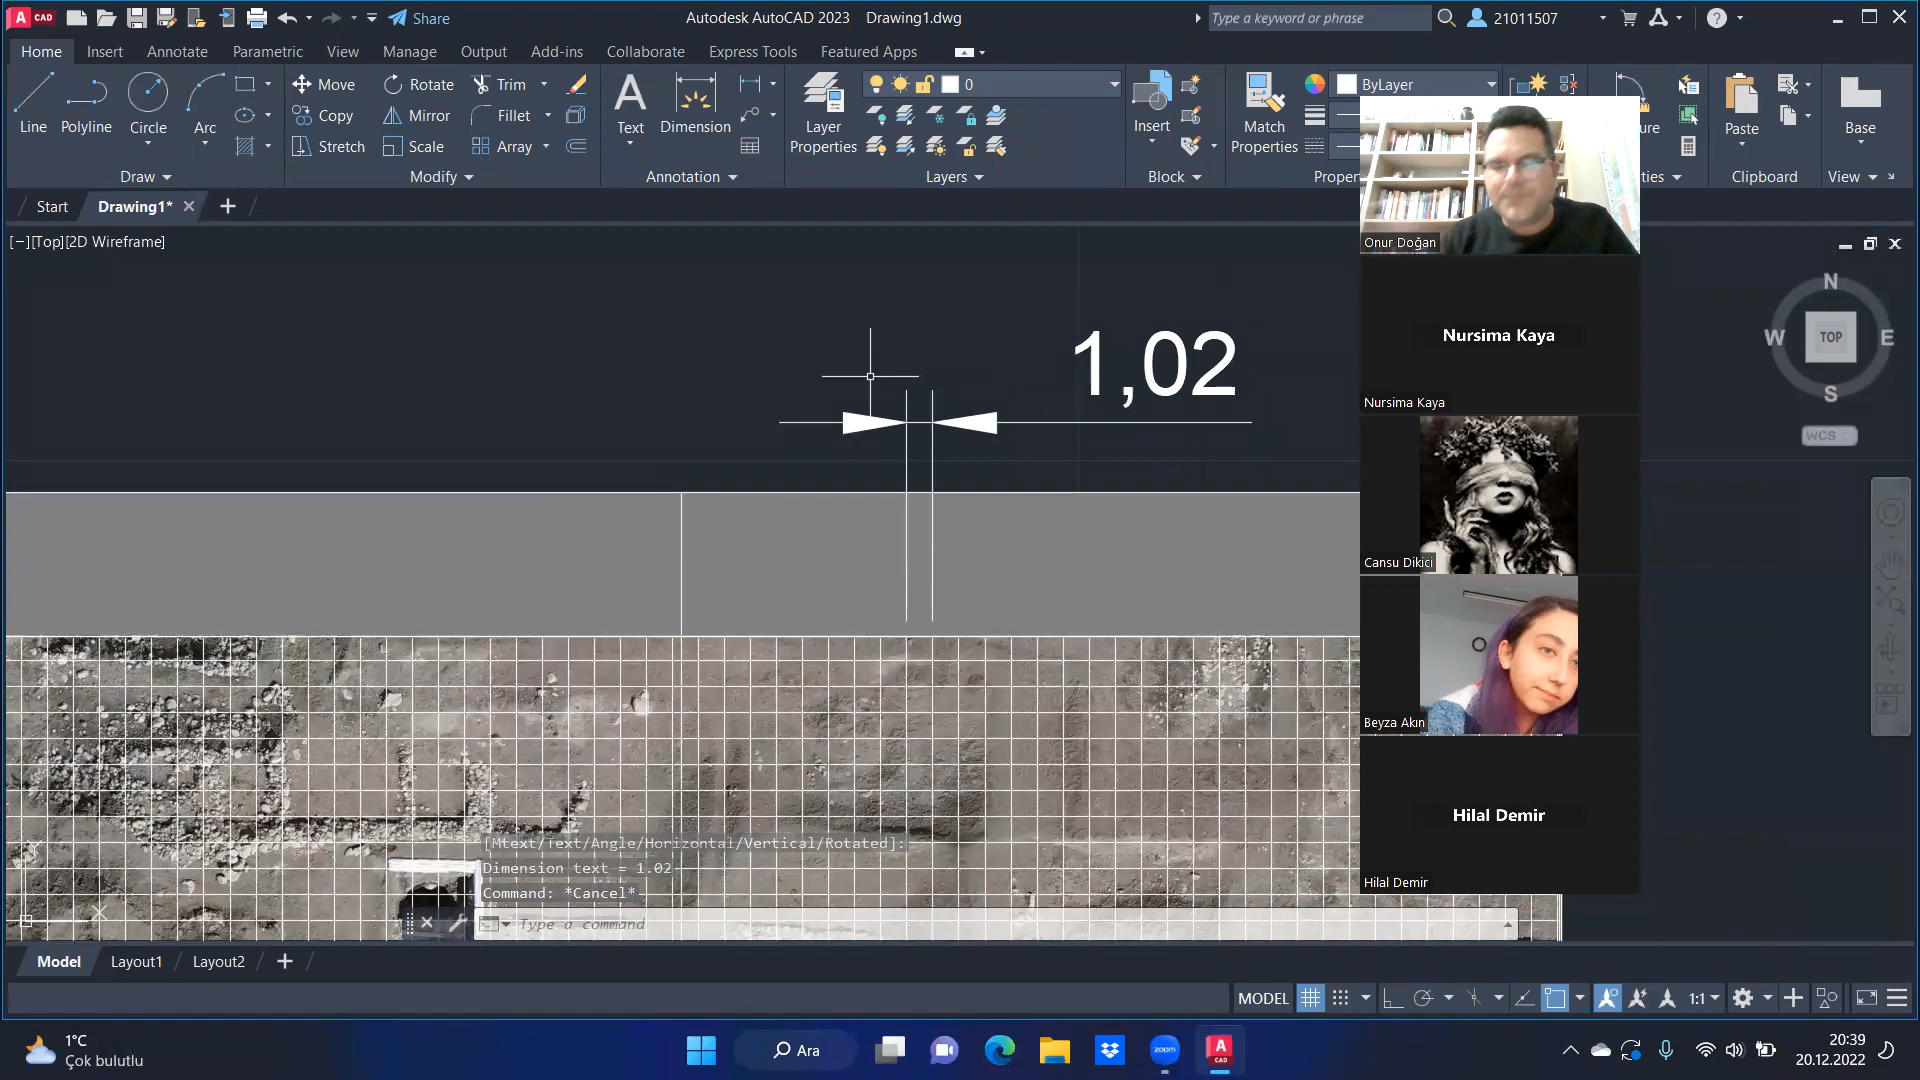 CAD
Share
Autodesk AutoCAD 2023 Drawing1.dwg
Type a keyword or phrase
21011507
Home Insert Annotate Parametric View Manage Output Add-ins Collaborate Express Tools Featured Apps
Line Polyline Circle Arc
Move Rotate Trim
Copy Mirror Fillet
Stretch Scale Array
Text Dimension
Layer Properties
0
Insert
Match Properties
ByLayer
Paste
Base
Draw Modify Annotation Layers Block Clipboard View
Start Drawing1*
[−][Top][2D Wireframe]
Onur Doğan
Nursima Kaya
Nursima Kaya
Cansu Dikici
Beyza Akın
Hilal Demir
Hilal Demir
N
W TOP E
S
WCS
1,02
[Mtext/Text/Angle/Horizontal/Vertical/Rotated]:
Dimension text = 1.02
Command: *Cancel*
Type a command
Y
X
Model Layout1 Layout2
MODEL 1:1
1°C
Çok bulutlu
Ara
zoom
CAD
20:39
20.12.2022